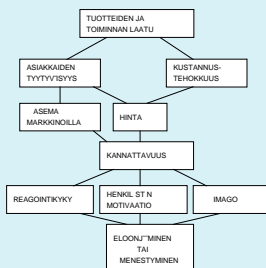 TUOTTEIDEN JA
TOIMINNAN LAATU
ASIAKKAIDEN
TYYTYV˜ISYYS
KUSTANNUS-
TEHOKKUUS
ASEMA
MARKKINOILLA
HINTA
KANNATTAVUUS
REAGOINTIKYKY
HENKIL ST N
MOTIVAATIO
IMAGO
ELOONJ˜˜MINEN
TAI
MENESTYMINEN